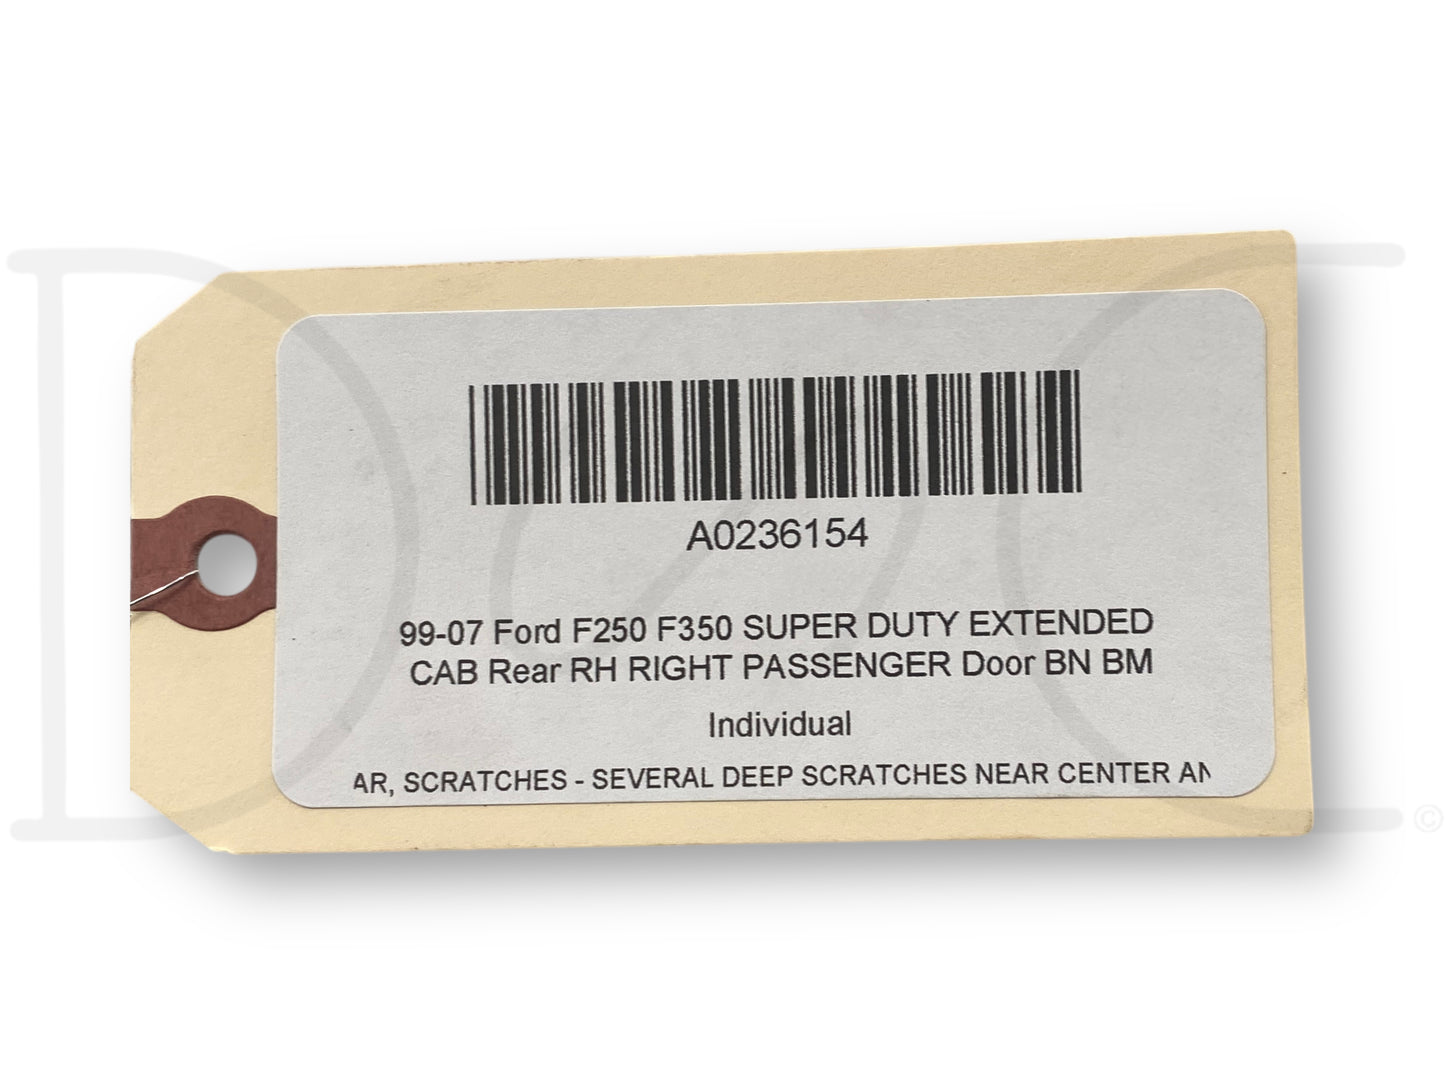 A0236154
99-07 Ford F250 F350 SUPER DUTY EXTENDED
CAB Rear RH RIGHT PASSENGER Door BN BM
Individual
AR, SCRATCHES - SEVERAL DEEP SCRATCHES NEAR CENTER AN
©